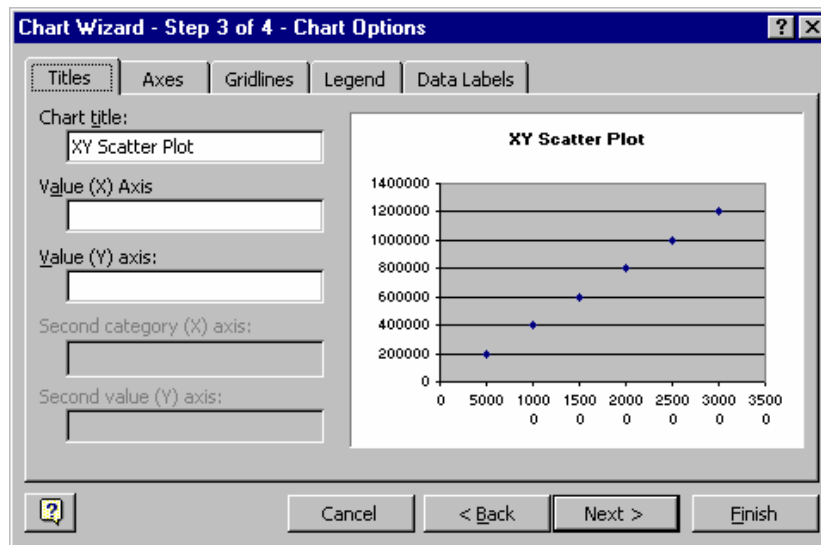 Chart Wizard - Step 3 of 4 - Chart Options
Titles
Axes
Gridlines
Legend
Data Labels
Chart title:
XY Scatter Plot
Value (X) Axis
Value (Y) axis:
Second category (X) axis:
Second value (Y) axis:
XY Scatter Plot
1400000
1200000
1000000
800000
600000
400000
200000
0
0 5000 1000 1500 2000 2500 3000 3500
0 0 0 0 0 0
Cancel
< Back
Next >
Finish